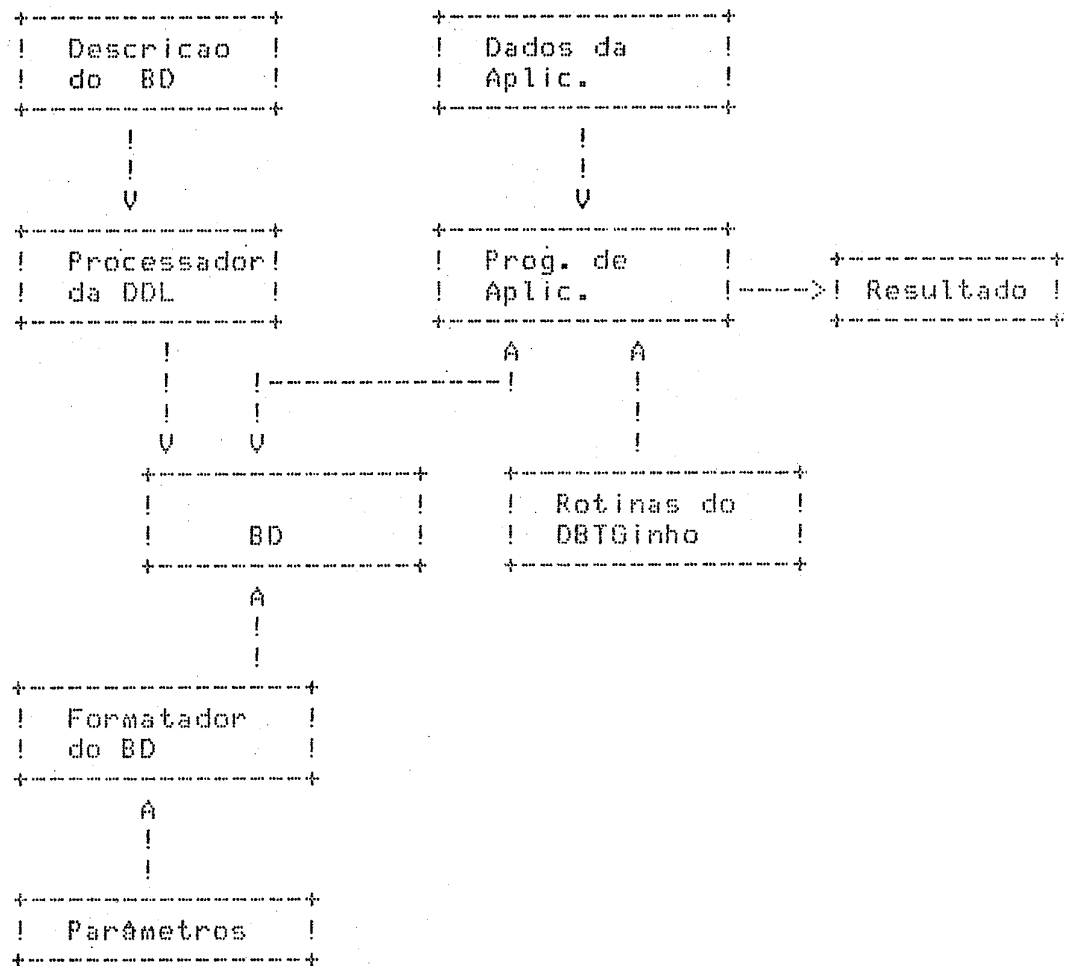 Descricao
do BD
Dados da
Aplic.
Processador
da DDL
Prog. de
Aplic.
Resultado
BD
Rotinas do
DBTGinho
Formatador
do BD
Parâmetros